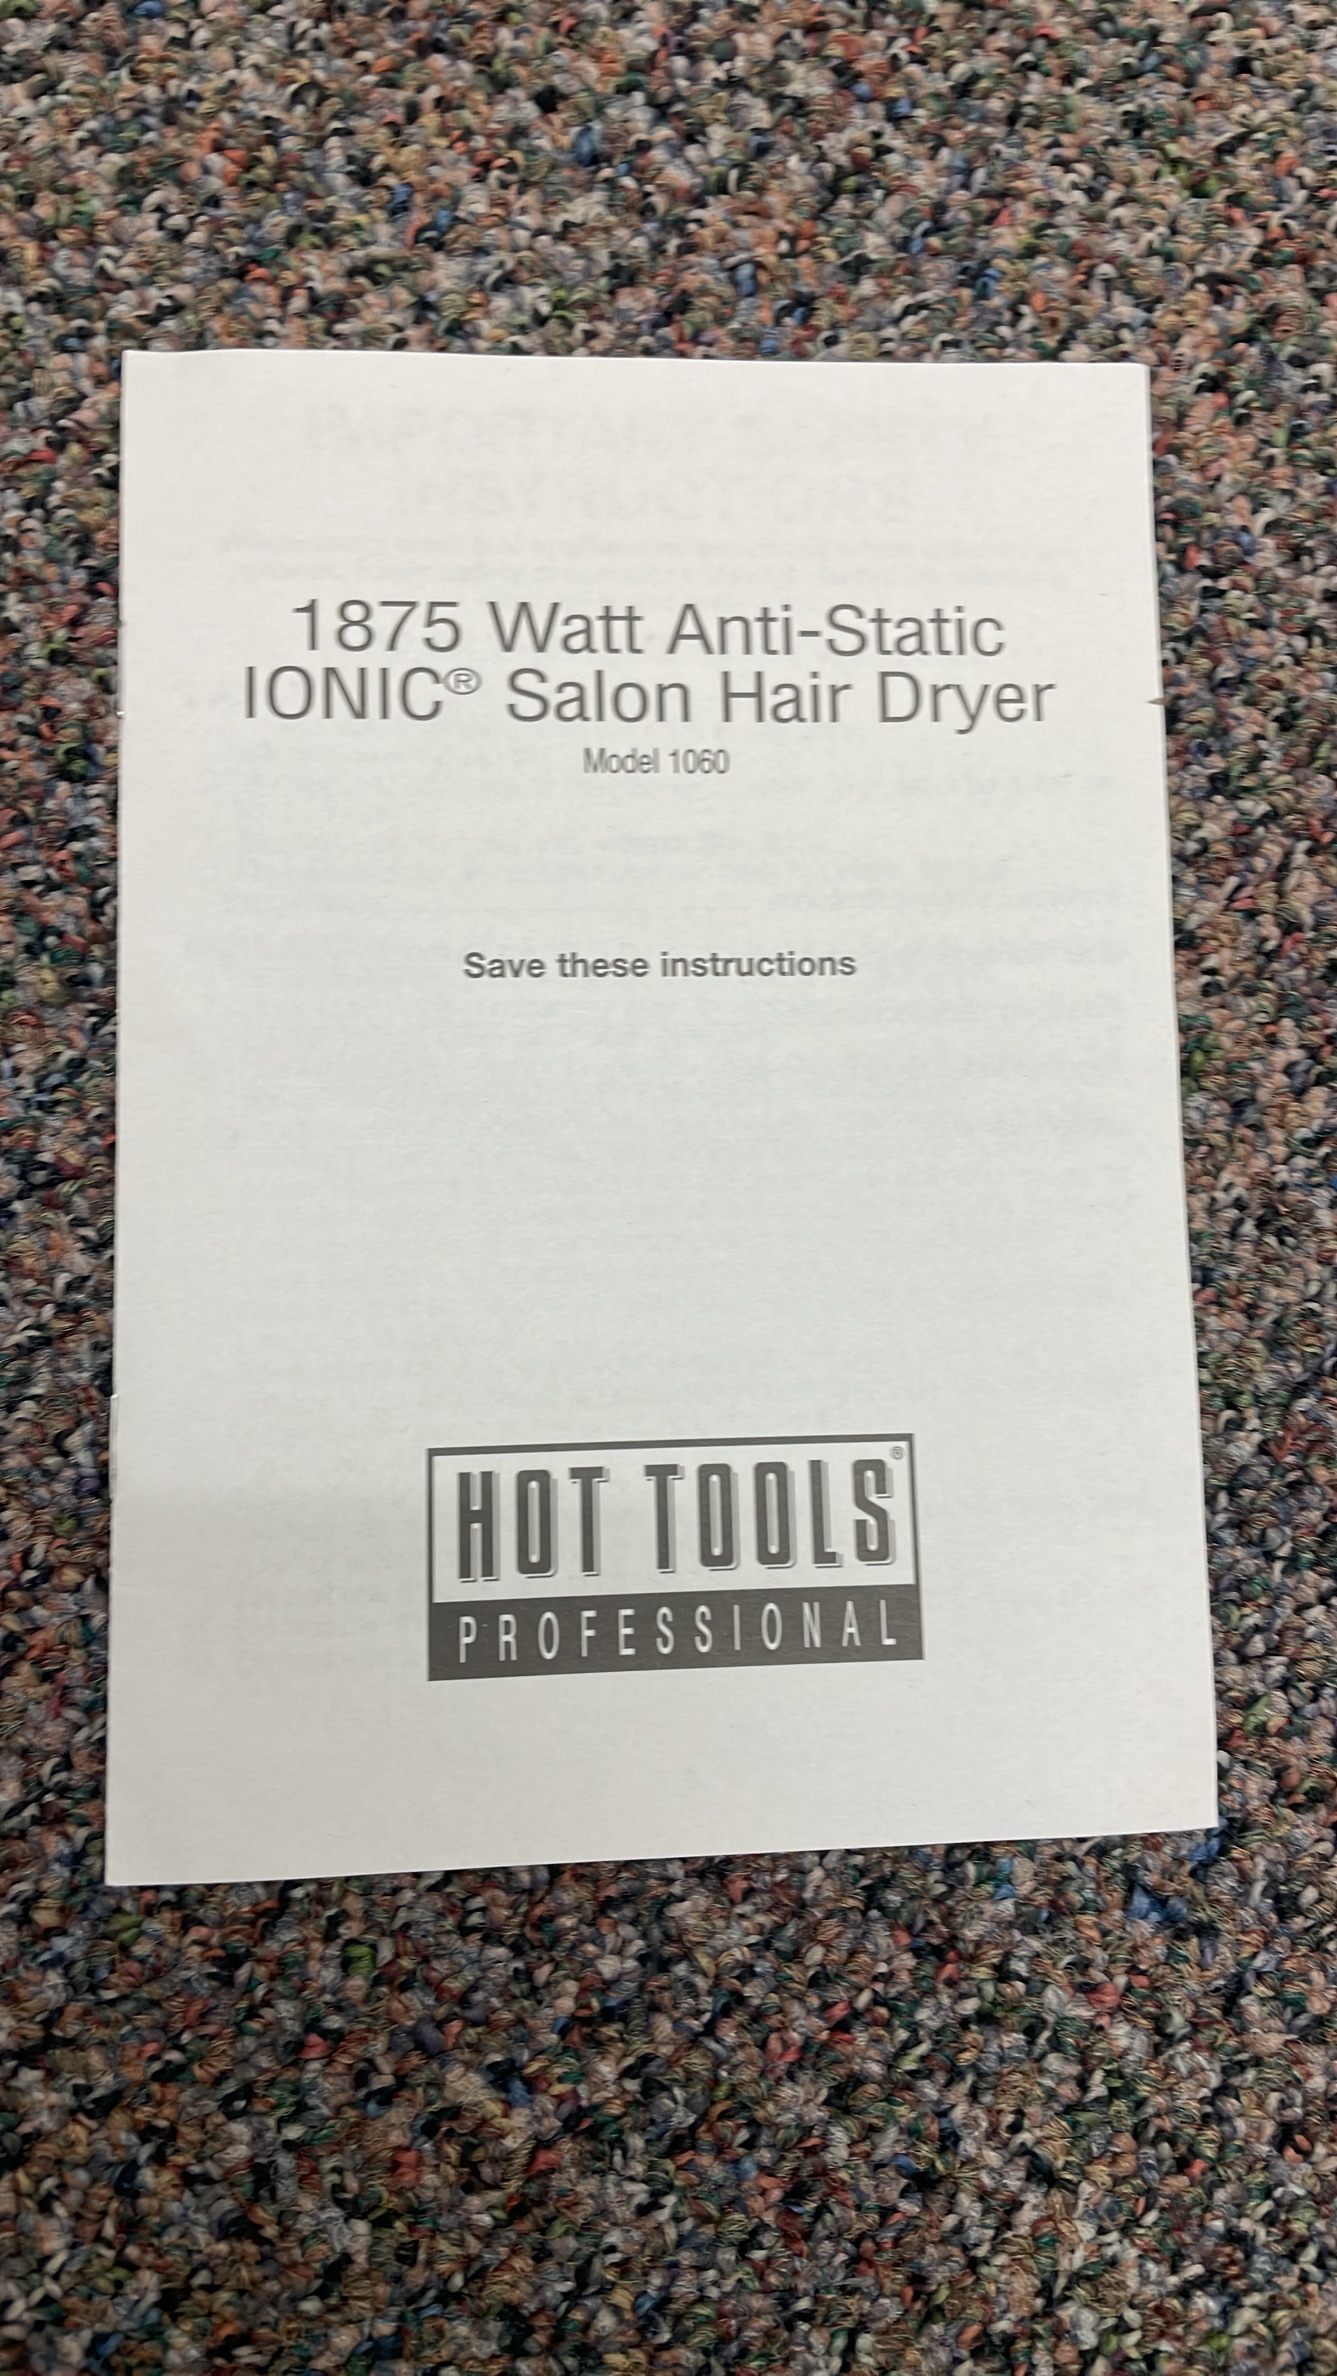 1875 Watt Anti-Static
IONIC® Salon Hair Dryer
Model 1060
Save these instructions
HOT TOOLS®
PROFESSIONAL